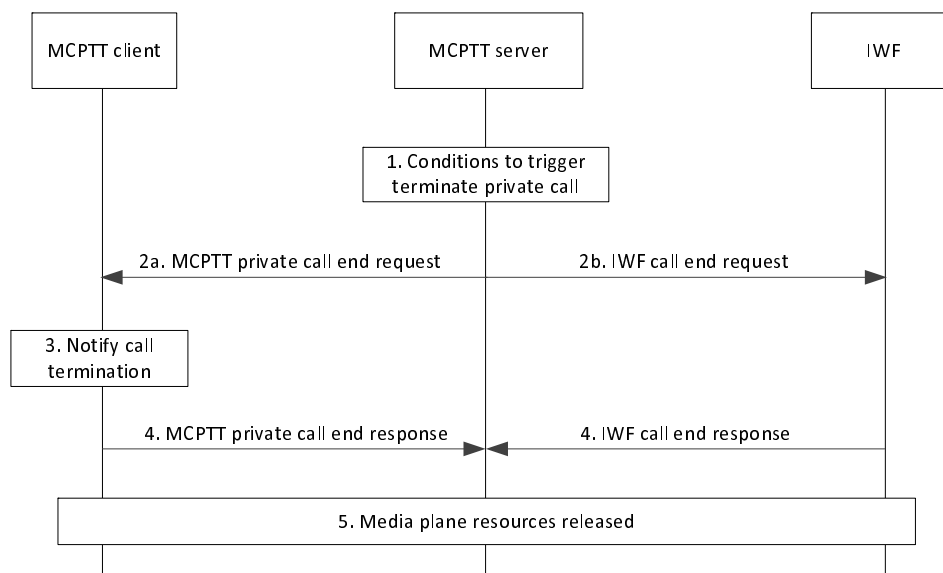 MCPTT client
MCPTT server
IWF
1. Conditions to trigger
terminate private call
2a. MCPTT private call end request
2b. IWF call end request
3. Notify call
termination
4. MCPTT private call end response
4. IWF call end response
5. Media plane resources released